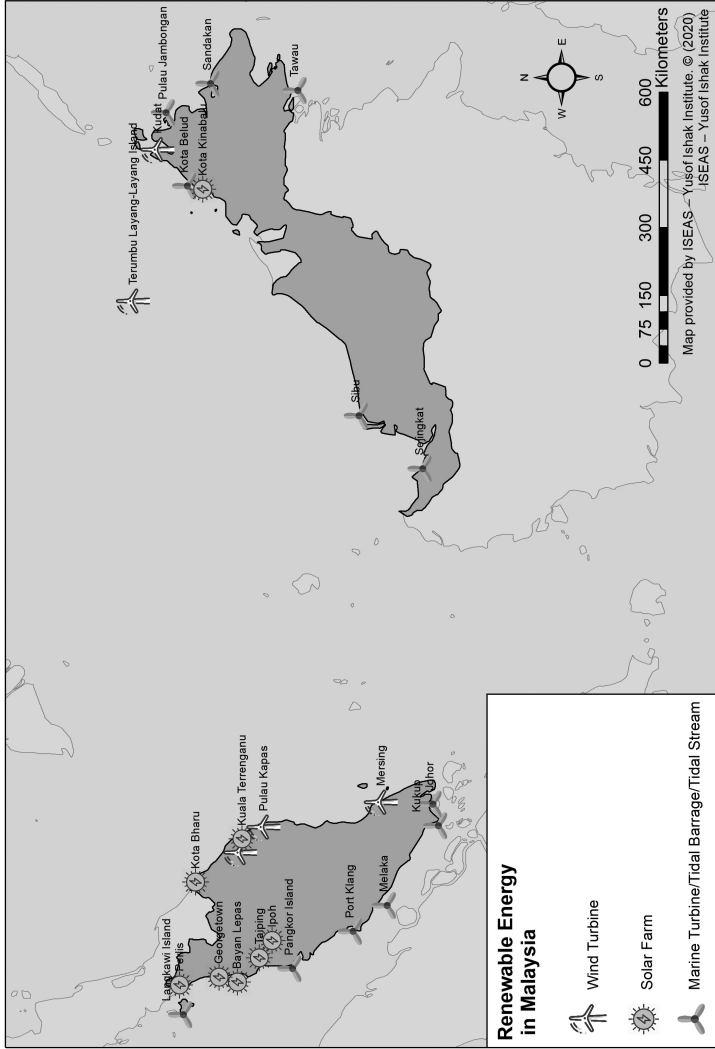 Renewable Energy
in Malaysia
Wind Turbine
Solar Farm
Marine Turbine/Tidal Barrage/Tidal Stream
Langkawi Island
Perlis
Georgetown
Bayan Lepas
Taiping
Ipoh
Pangkor Island
Kota Bharu
Kuala Terrenganu
Pulau Kapas
Port Klang
Melaka
Mersing
Kukup
Johor
Sejingkat
Sibu
Terumbu Layang-Layang Island
Kudat
Pulau Jambongan
Kota Belud
Kota Kinabalu
Sandakan
Tawau
N
W
E
S
0 75 150 300 450 600
Kilometers
Map provided by ISEAS – Yusof Ishak Institute. © (2020)
ISEAS – Yusof Ishak Institute